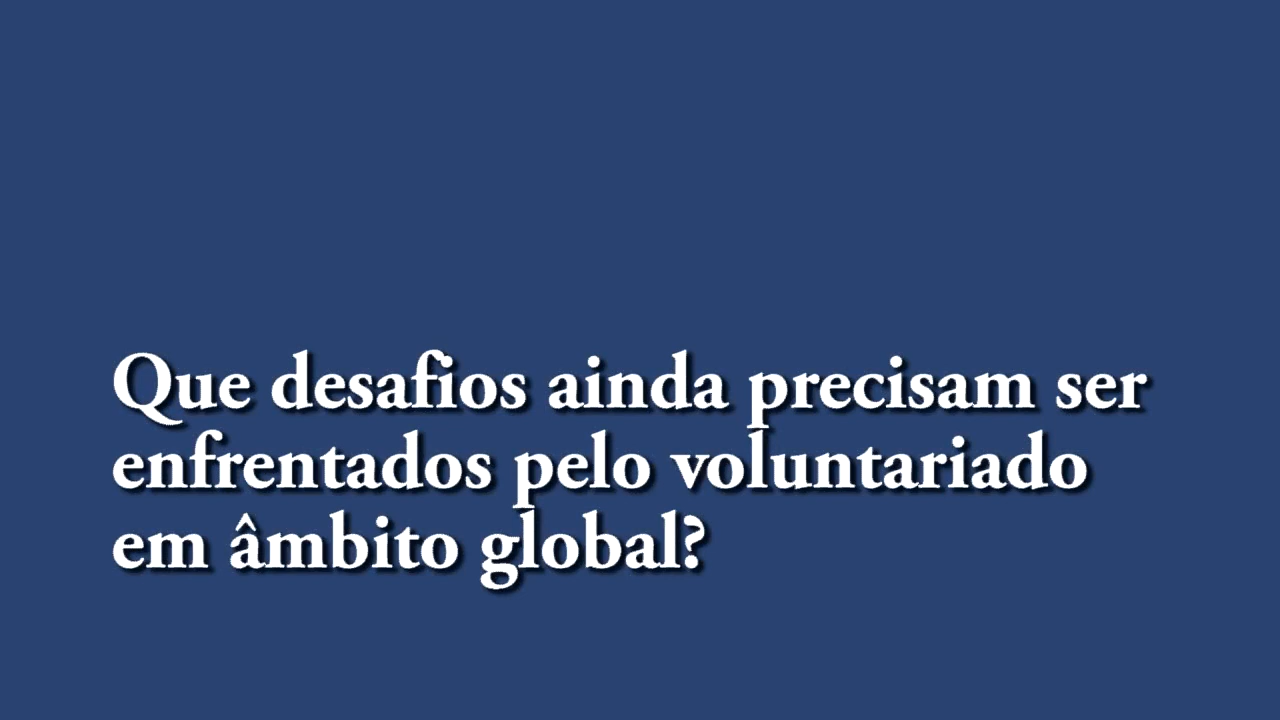 Que desafios ainda precisam ser
enfrentados pelo voluntariado
em âmbito global?